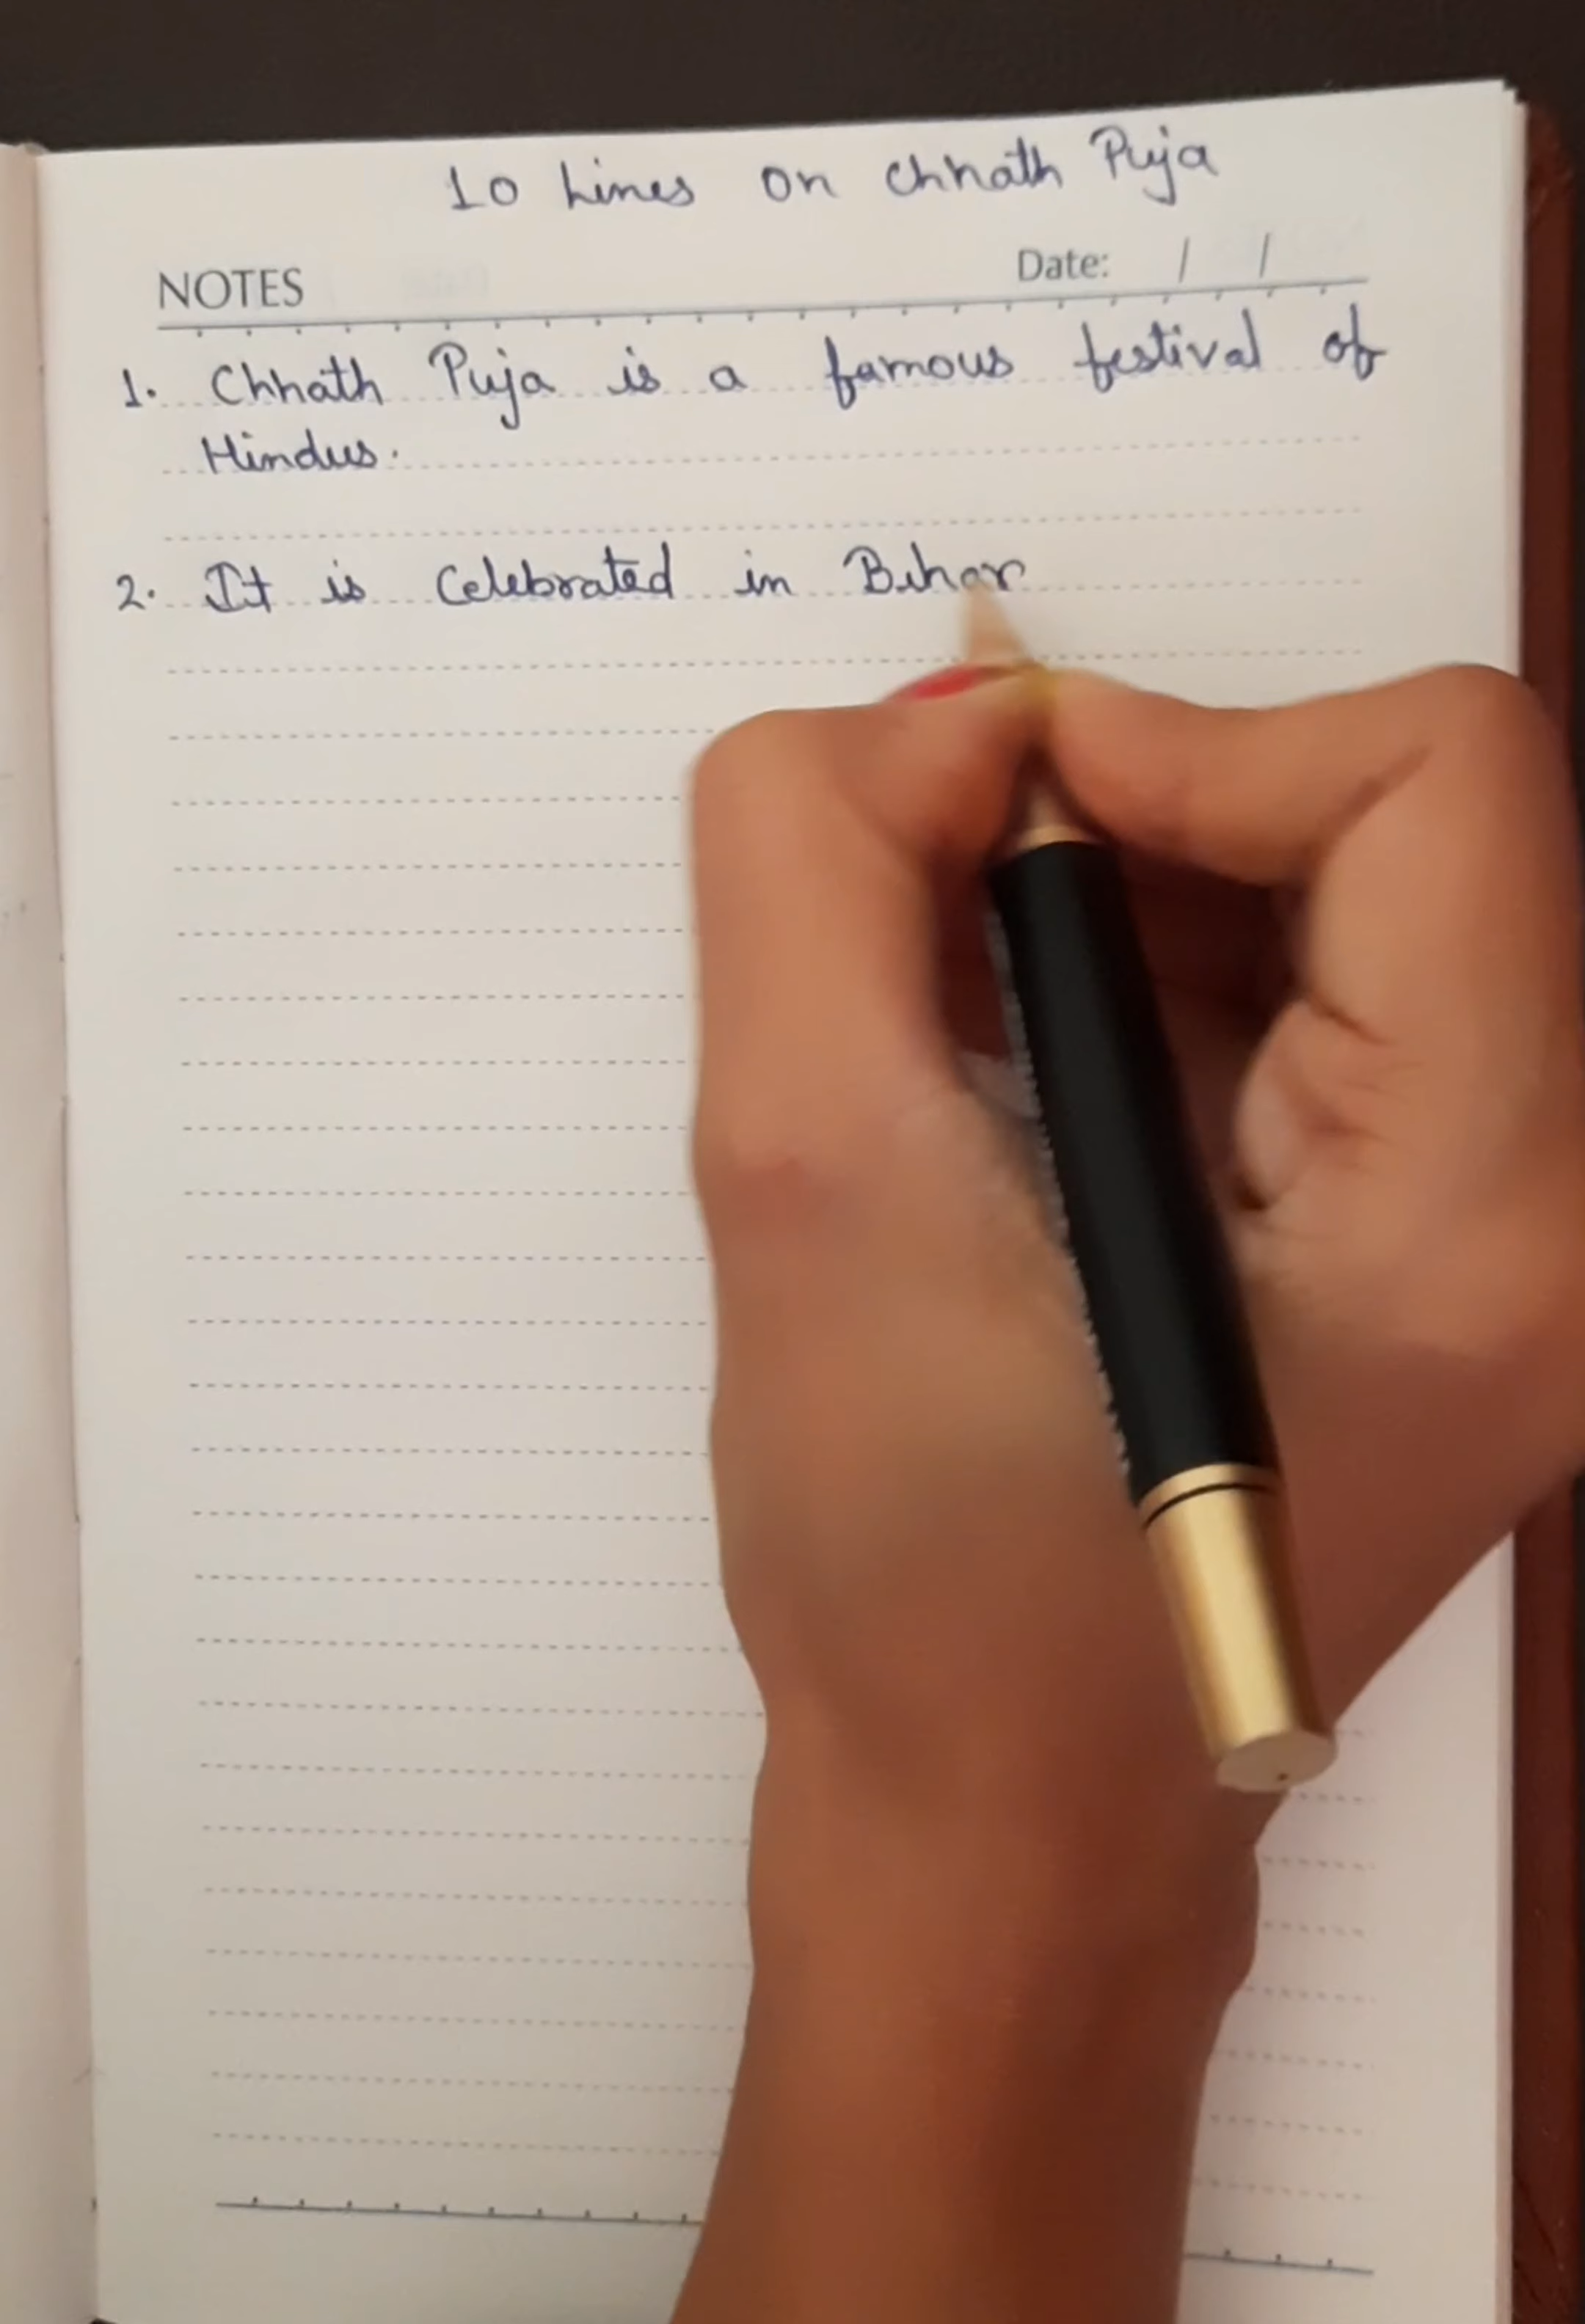 10 Lines on Chhath Puja
NOTES Date: / /
1. Chhath Puja is a famous festival of
Hindus.
2. It is Celebrated in Bihar